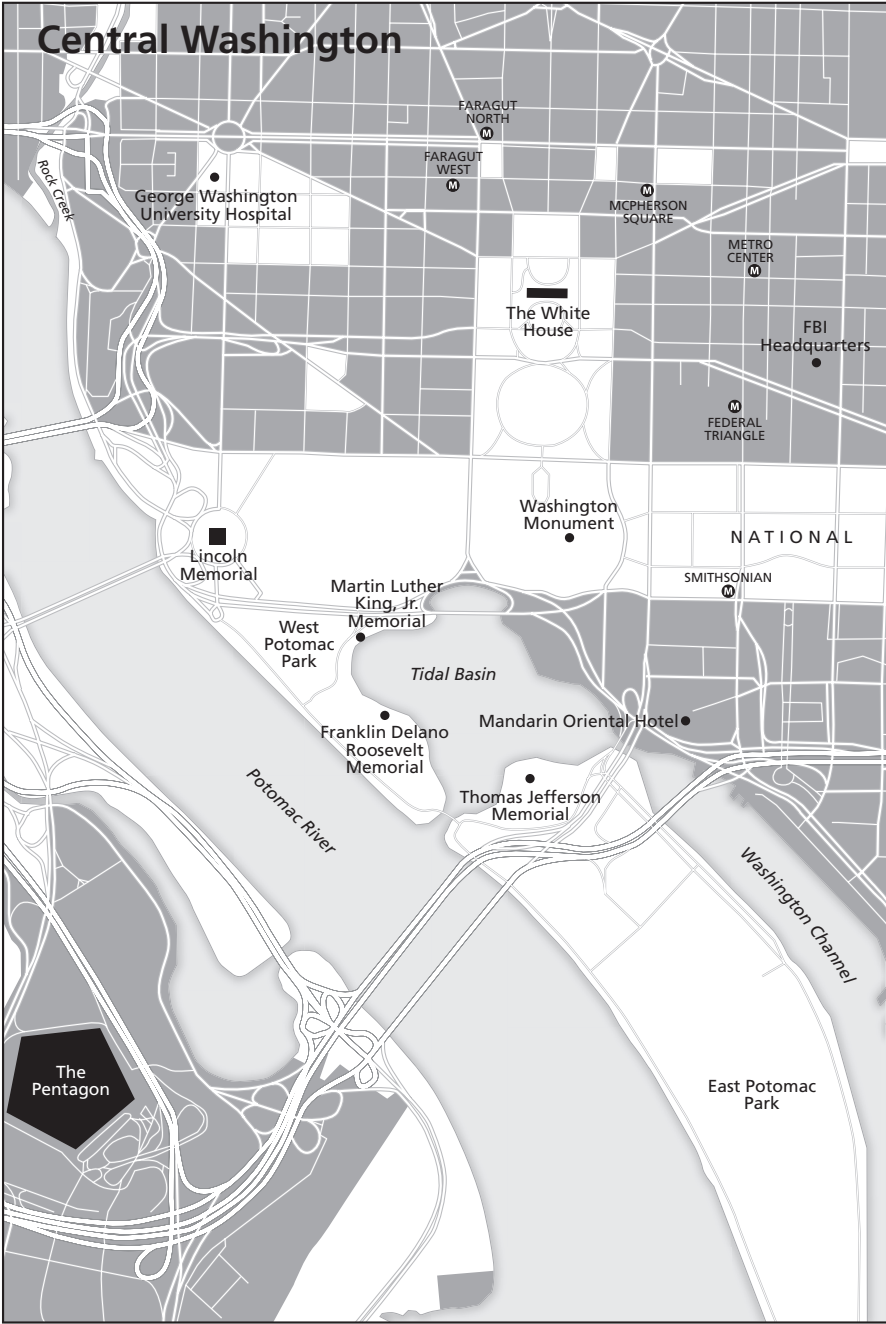 Central Washington
FARAGUT
NORTH
M
FARAGUT
WEST
M
Rock Creek
George Washington
University Hospital
M
MCPHERSON
SQUARE
METRO
CENTER
M
The White
House
FBI
Headquarters
M
FEDERAL
TRIANGLE
Washington
Monument
NATIONAL
Lincoln
Memorial
SMITHSONIAN
M
Martin Luther
King, Jr.
Memorial
West
Potomac
Park
Tidal Basin
Mandarin Oriental Hotel
Franklin Delano
Roosevelt
Memorial
Thomas Jefferson
Memorial
Potomac River
Washington Channel
The
Pentagon
East Potomac
Park